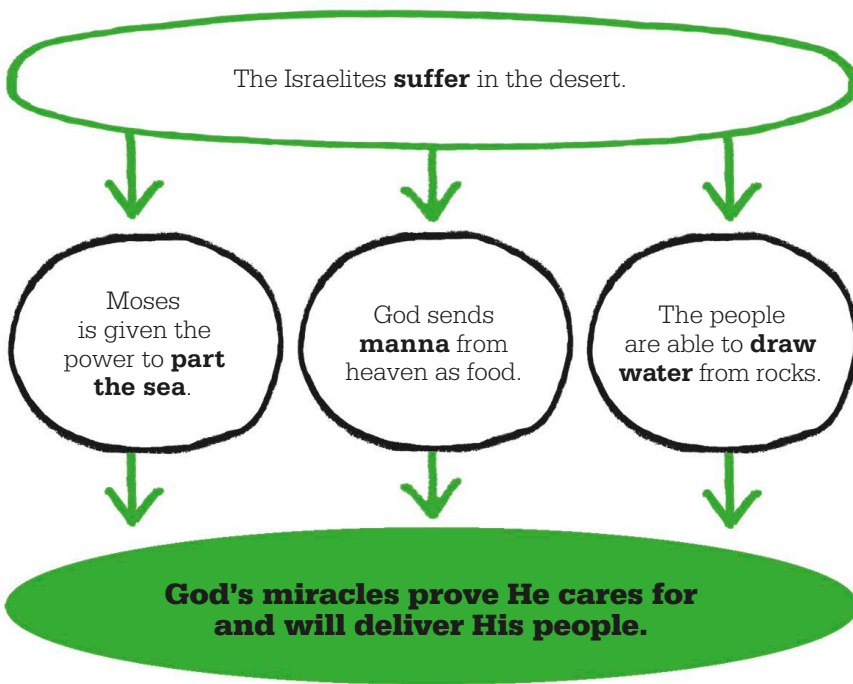 The Israelites suffer in the desert.
Moses
is given the
power to part
the sea.
God sends
manna from
heaven as food.
The people
are able to draw
water from rocks.
God’s miracles prove He cares for
and will deliver His people.